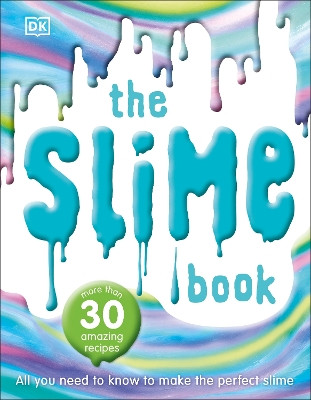 DK
the
SLiME
book
more than
30
amazing
recipes
All you need to know to make the perfect slime